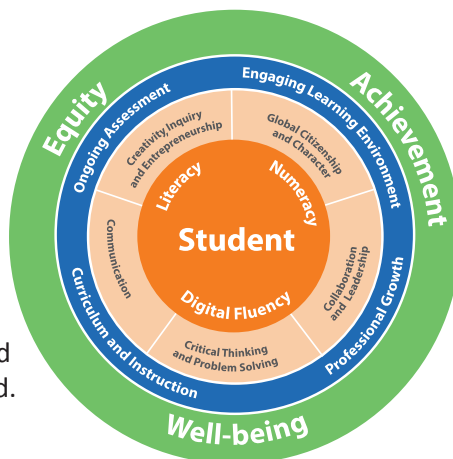 Equity
Achievement
Well-being
Ongoing Assessment
Engaging Learning Environment
Curriculum and Instruction
Professional Growth
Creativity, Inquiry
and Entrepreneurship
Global Citizenship
and Character
Communication
Collaboration
and Leadership
Critical Thinking
and Problem Solving
Literacy
Numeracy
Student
Digital Fluency
d.